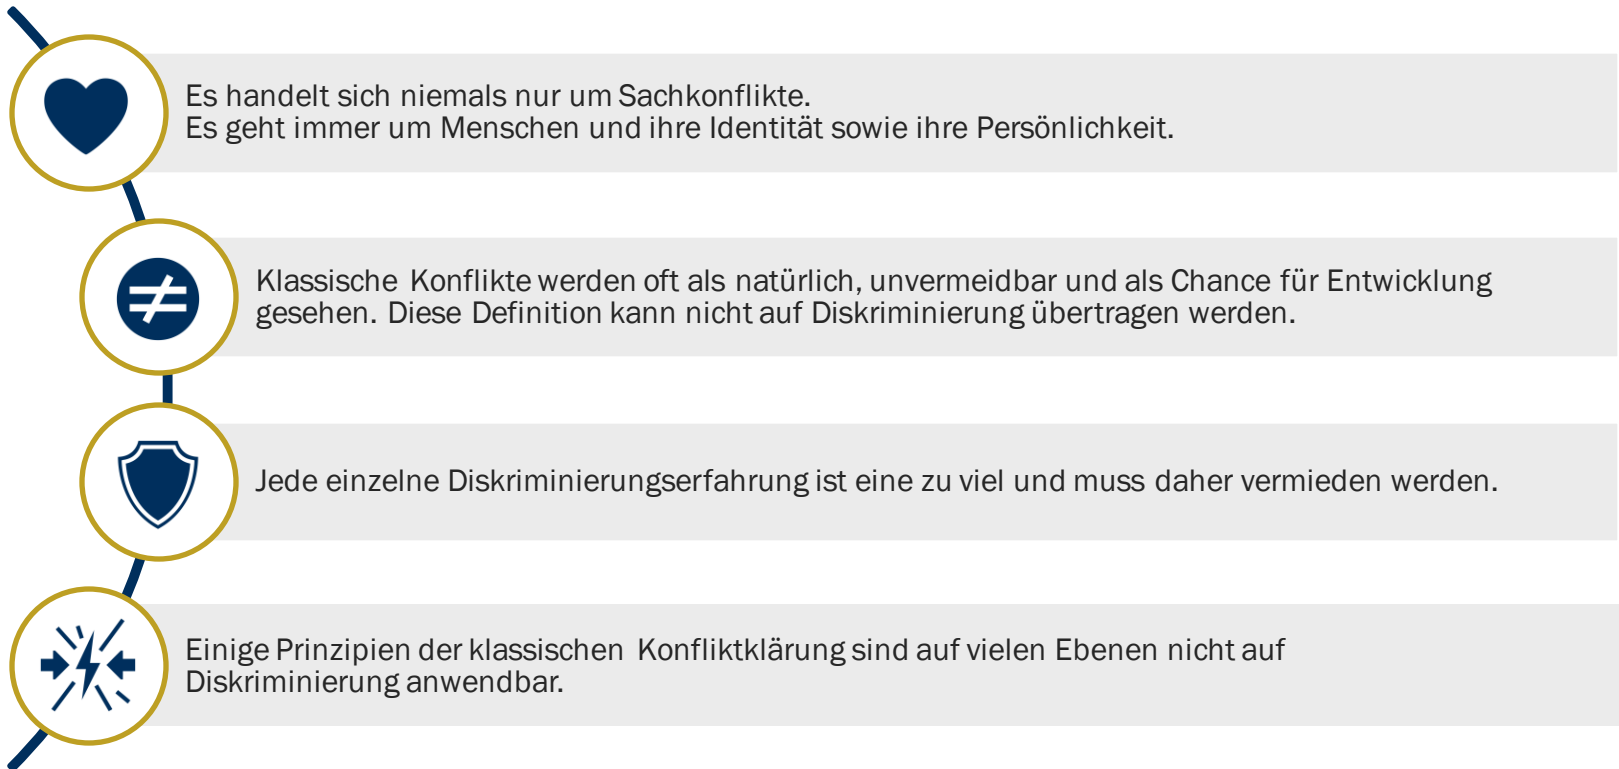 Es handelt sich niemals nur um Sachkonflikte.
Es geht immer um Menschen und ihre Identität sowie ihre Persönlichkeit.
Klassische Konflikte werden oft als natürlich, unvermeidbar und als Chance für Entwicklung
gesehen. Diese Definition kann nicht auf Diskriminierung übertragen werden.
Jede einzelne Diskriminierungserfahrung ist eine zu viel und muss daher vermieden werden.
Einige Prinzipien der klassischen Konfliktklärung sind auf vielen Ebenen nicht auf
Diskriminierung anwendbar.